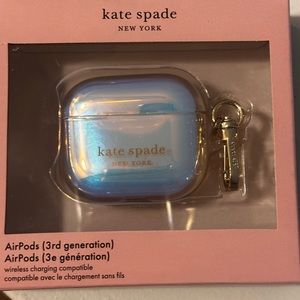 kate spade
NEW YORK
kate spade
NEW YORK
AirPods (3rd generation)
AirPods (3e génération)
wireless charging compatible
compatible avec le chargement sans fils